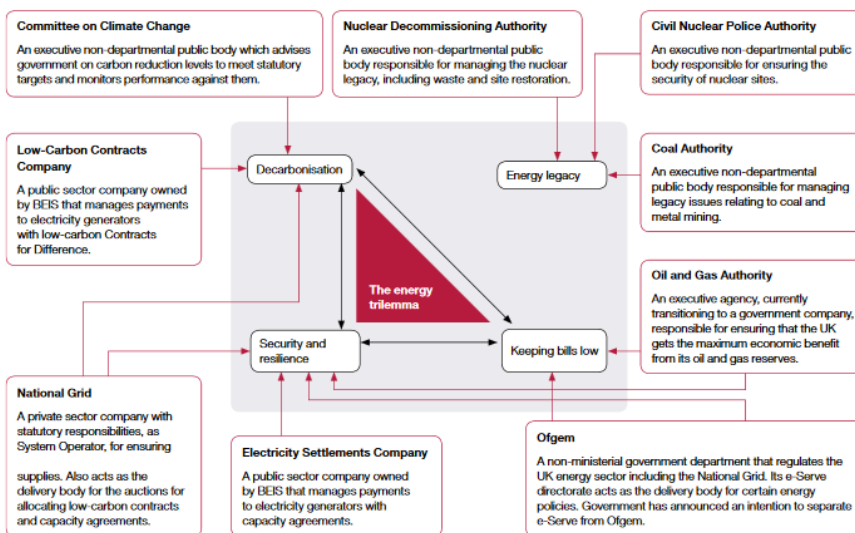 Committee on Climate Change
An executive non-departmental public body which advises
government on carbon reduction levels to meet statutory
targets and monitors performance against them.
Nuclear Decommissioning Authority
An executive non-departmental public
body responsible for managing the nuclear
legacy, including waste and site restoration.
Civil Nuclear Police Authority
An executive non-departmental public
body responsible for ensuring the
security of nuclear sites.
Low-Carbon Contracts
Company
A public sector company owned
by BEIS that manages payments
to electricity generators
with low-carbon Contracts
for Difference.
Decarbonisation
Energy legacy
Coal Authority
An executive non-departmental
public body responsible for managing
legacy issues relating to coal and
metal mining.
The energy
trilemma
Oil and Gas Authority
An executive agency, currently
transitioning to a government company,
responsible for ensuring that the UK
gets the maximum economic benefit
from its oil and gas reserves.
Security and
resilience
Keeping bills low
National Grid
A private sector company with
statutory responsibilities, as
System Operator, for ensuring
supplies. Also acts as the
delivery body for the auctions for
allocating low-carbon contracts
and capacity agreements.
Electricity Settlements Company
A public sector company owned
by BEIS that manages payments
to electricity generators with
capacity agreements.
Ofgem
A non-ministerial government department that regulates the
UK energy sector including the National Grid. Its e-Serve
directorate acts as the delivery body for certain energy
policies. Government has announced an intention to separate
e-Serve from Ofgem.